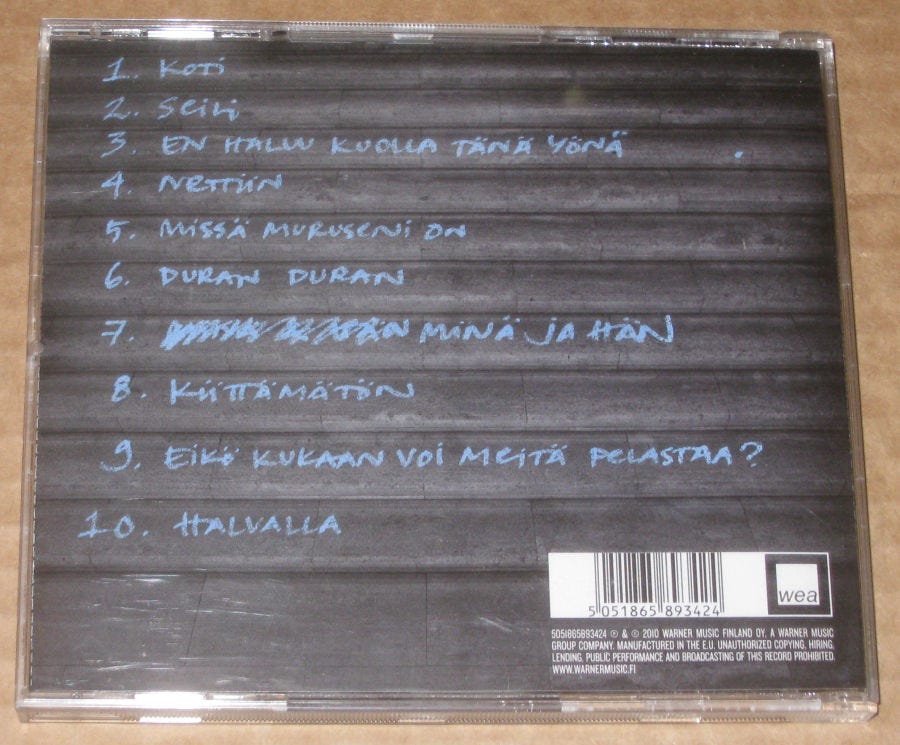 1. KOTI
2. SEILI
3. EN HALUU KUOLLA TÄNÄ YÖNÄ
4. NETTIIN
5. MISSÄ MURUSENI ON
6. DURAN DURAN
7. MINÄ JA HÄN
8. KIITTÄMÄTÖN
9. EIKÖ KUKAAN VOI MEITÄ PELASTAA?
10. HALVALLA
wea
5 051865 893424
5051865893424 ℗ & © 2010 WARNER MUSIC FINLAND OY, A WARNER MUSIC
GROUP COMPANY. MANUFACTURED IN THE E.U. UNAUTHORIZED COPYING, HIRING,
LENDING, PUBLIC PERFORMANCE AND BROADCASTING OF THIS RECORD PROHIBITED.
WWW.WARNERMUSIC.FI